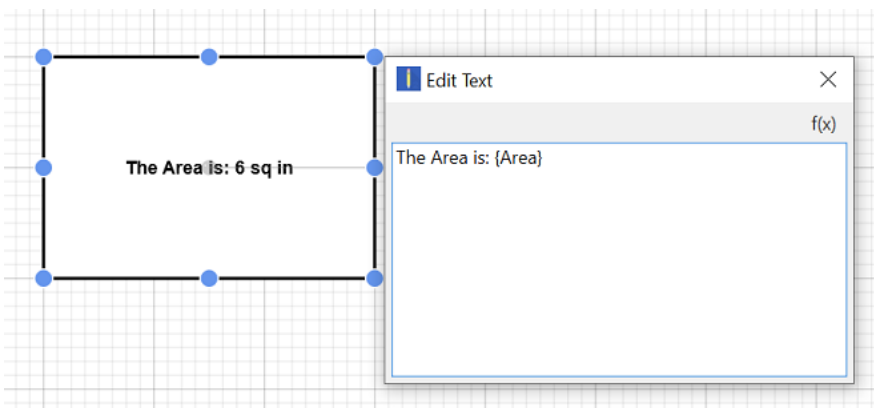 Edit Text
f(x)
The Area is: 6 sq in
The Area is: {Area}